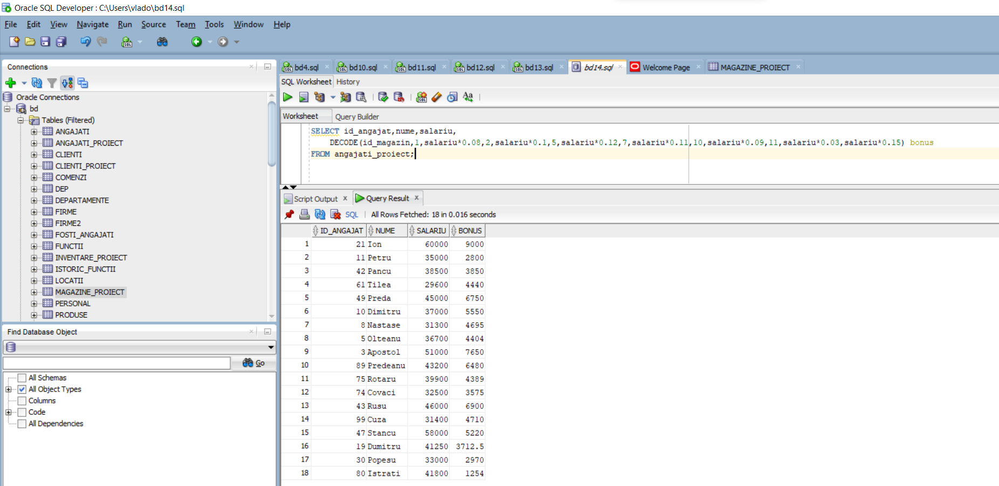 Oracle SQL Developer : C:\Users\vlado\bd14.sql
File Edit View Navigate Run Source Team Tools Window Help
Connections
Oracle Connections
bd
Tables (Filtered)
ANGAJATI
ANGAJATI_PROIECT
CLIENTI
CLIENTI_PROIECT
COMENZI
DEP
DEPARTAMENTE
FIRME
FIRME2
FOSTI_ANGAJATI
FUNCTII
INVENTARE_PROIECT
ISTORIC_FUNCTII
LOCATII
MAGAZINE_PROIECT
PERSONAL
PRODUSE
Find Database Object
Go
All Schemas
All Object Types
Columns
Code
All Dependencies
bd4.sql bd10.sql bd11.sql bd12.sql bd13.sql bd14.sql Welcome Page MAGAZINE_PROIECT
SQL Worksheet History
Worksheet Query Builder
SELECT id_angajat,nume,salariu,
DECODE(id_magazin,1,salariu*0.08,2,salariu*0.1,5,salariu*0.12,7,salariu*0.11,10,salariu*0.09,11,salariu*0.03,salariu*0.15) bonus
FROM angajati_proiect;
Script Output Query Result
SQL All Rows Fetched: 18 in 0.016 seconds
ID_ANGAJAT NUME SALARIU BONUS
1 21 Ion 60000 9000
2 11 Petru 35000 2800
3 42 Pancu 38500 3850
4 61 Tilea 29600 4440
5 49 Preda 45000 6750
6 10 Dimitru 37000 5550
7 8 Nastase 31300 4695
8 5 Olteanu 36700 4404
9 3 Apostol 51000 7650
10 89 Predeanu 43200 6480
11 75 Rotaru 39900 4389
12 74 Covaci 32500 3575
13 43 Rusu 46000 6900
14 99 Cuza 31400 4710
15 47 Stancu 58000 5220
16 19 Dumitru 41250 3712.5
17 30 Popesu 33000 2970
18 80 Istrati 41800 1254